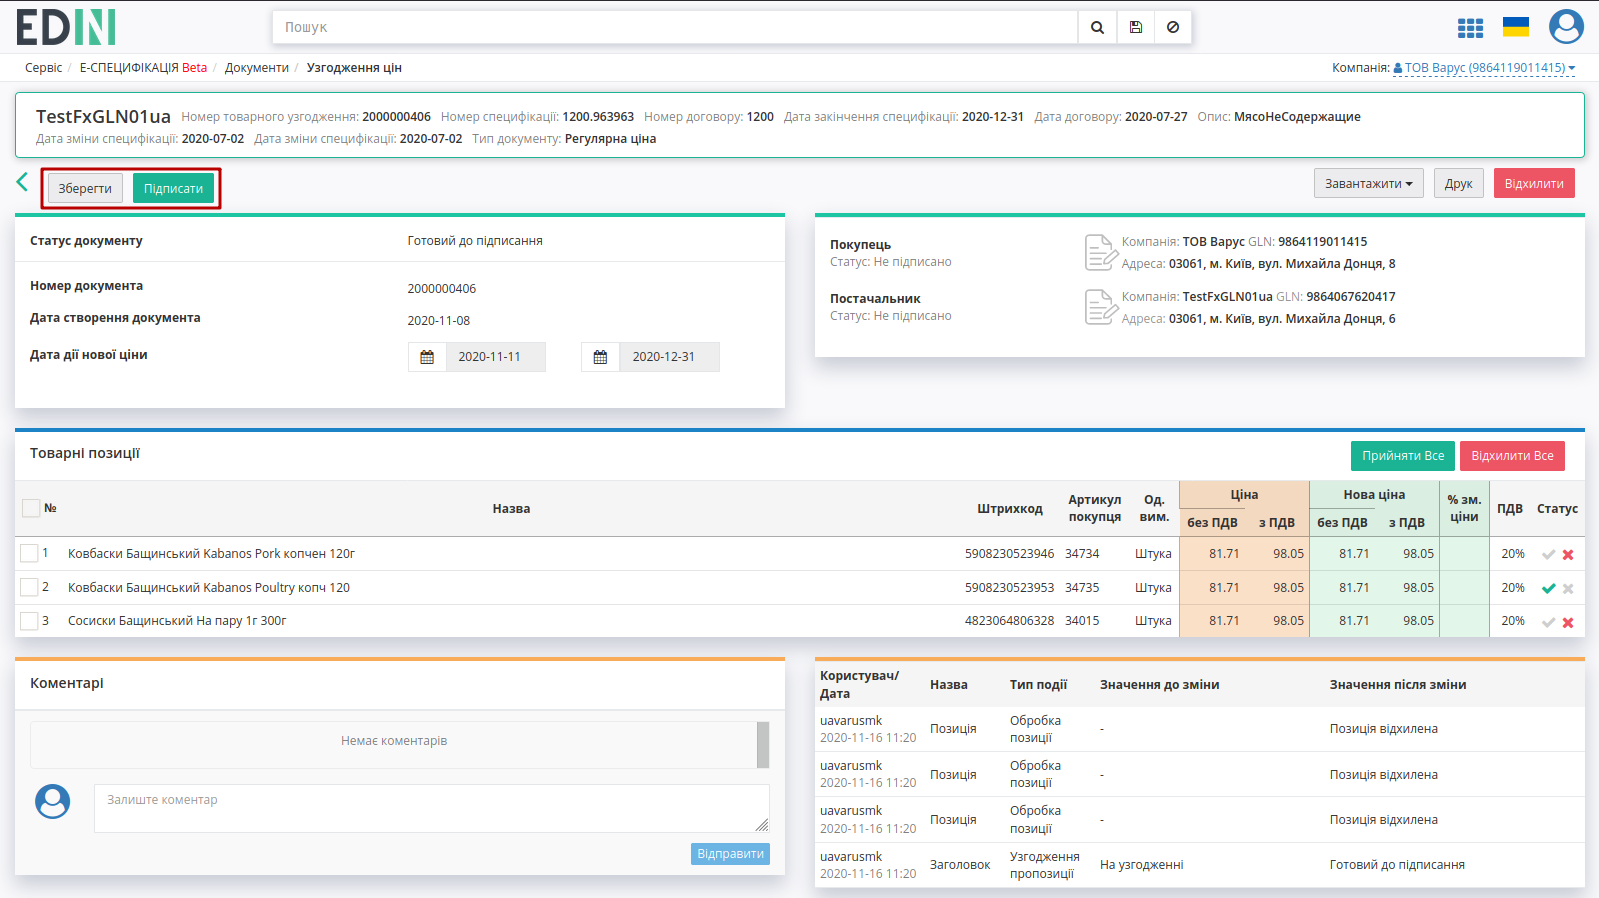 EDIN
Пошук
Сервіс / Е-СПЕЦИФІКАЦІЯ Beta / Документи / Узгодження цін
Компанія: ТОВ Варус (9864119011415)
TestFxGLN01ua Номер товарного узгодження: 2000000406 Номер специфікації: 1200.963963 Номер договору: 1200 Дата закінчення специфікації: 2020-12-31 Дата договору: 2020-07-27 Опис: МясоНеСодержащие
Дата зміни специфікації: 2020-07-02 Дата зміни специфікації: 2020-07-02 Тип документу: Регулярна ціна
Зберегти Підписати Завантажити Друк Відхилити
Статус документу Готовий до підписання
Номер документа 2000000406
Дата створення документа 2020-11-08
Дата дії нової ціни 2020-11-11 2020-12-31
Покупець
Статус: Не підписано
Компанія: ТОВ Варус GLN: 9864119011415
Адреса: 03061, м. Київ, вул. Михайла Донця, 8
Постачальник
Статус: Не підписано
Компанія: TestFxGLN01ua GLN: 9864067620417
Адреса: 03061, м. Київ, вул. Михайла Донця, 6
Товарні позиції Прийняти Все Відхилити Все
№ Назва Штрихкод Артикул покупця Од. вим. Ціна Нова ціна % зм. ціни ПДВ Статус
без ПДВ з ПДВ без ПДВ з ПДВ
1 Ковбаски Бащинський Kabanos Pork копчен 120г 5908230523946 34734 Штука 81.71 98.05 81.71 98.05 20%
2 Ковбаски Бащинський Kabanos Poultry копч 120 5908230523953 34735 Штука 81.71 98.05 81.71 98.05 20%
3 Сосиски Бащинський На пару 1г 300г 4823064806328 34015 Штука 81.71 98.05 81.71 98.05 20%
Коментарі
Немає коментарів
Залиште коментар
Відправити
Користувач/ Дата Назва Тип події Значення до зміни Значення після зміни
uavarusmk 2020-11-16 11:20 Позиція Обробка позиції - Позиція відхилена
uavarusmk 2020-11-16 11:20 Позиція Обробка позиції - Позиція відхилена
uavarusmk 2020-11-16 11:20 Позиція Обробка позиції - Позиція відхилена
uavarusmk 2020-11-16 11:20 Заголовок Узгодження пропозиції На узгодженні Готовий до підписання